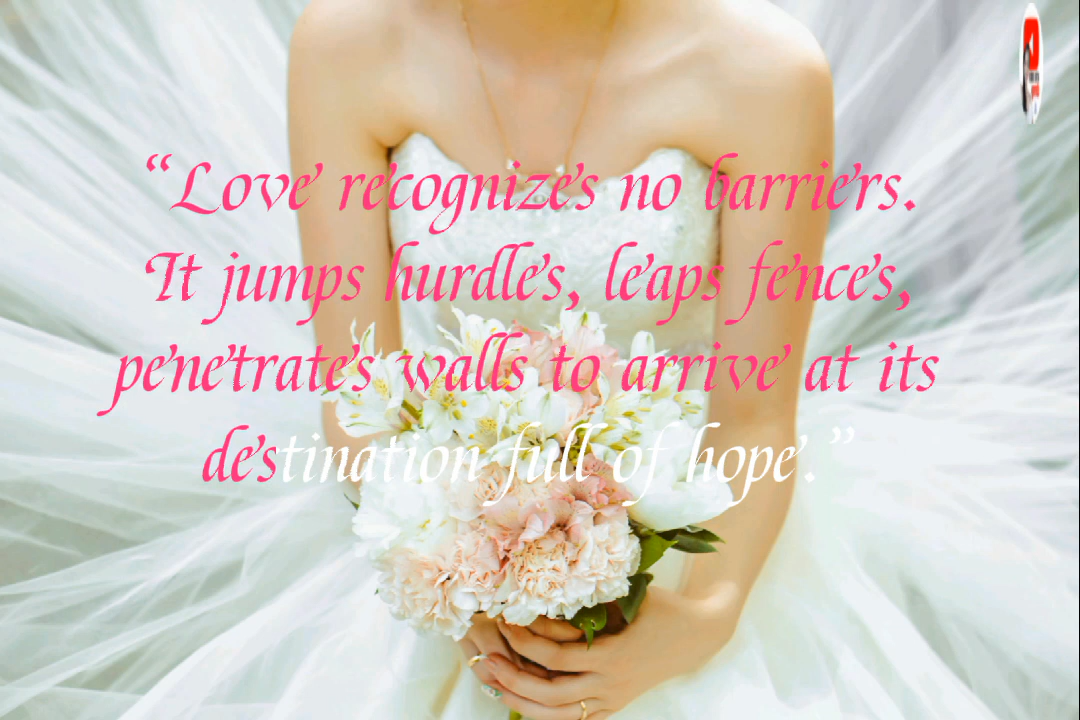 “Love recognizes no barriers.
It jumps hurdles, leaps fences,
penetrates walls to arrive at its
destination full of hope.”